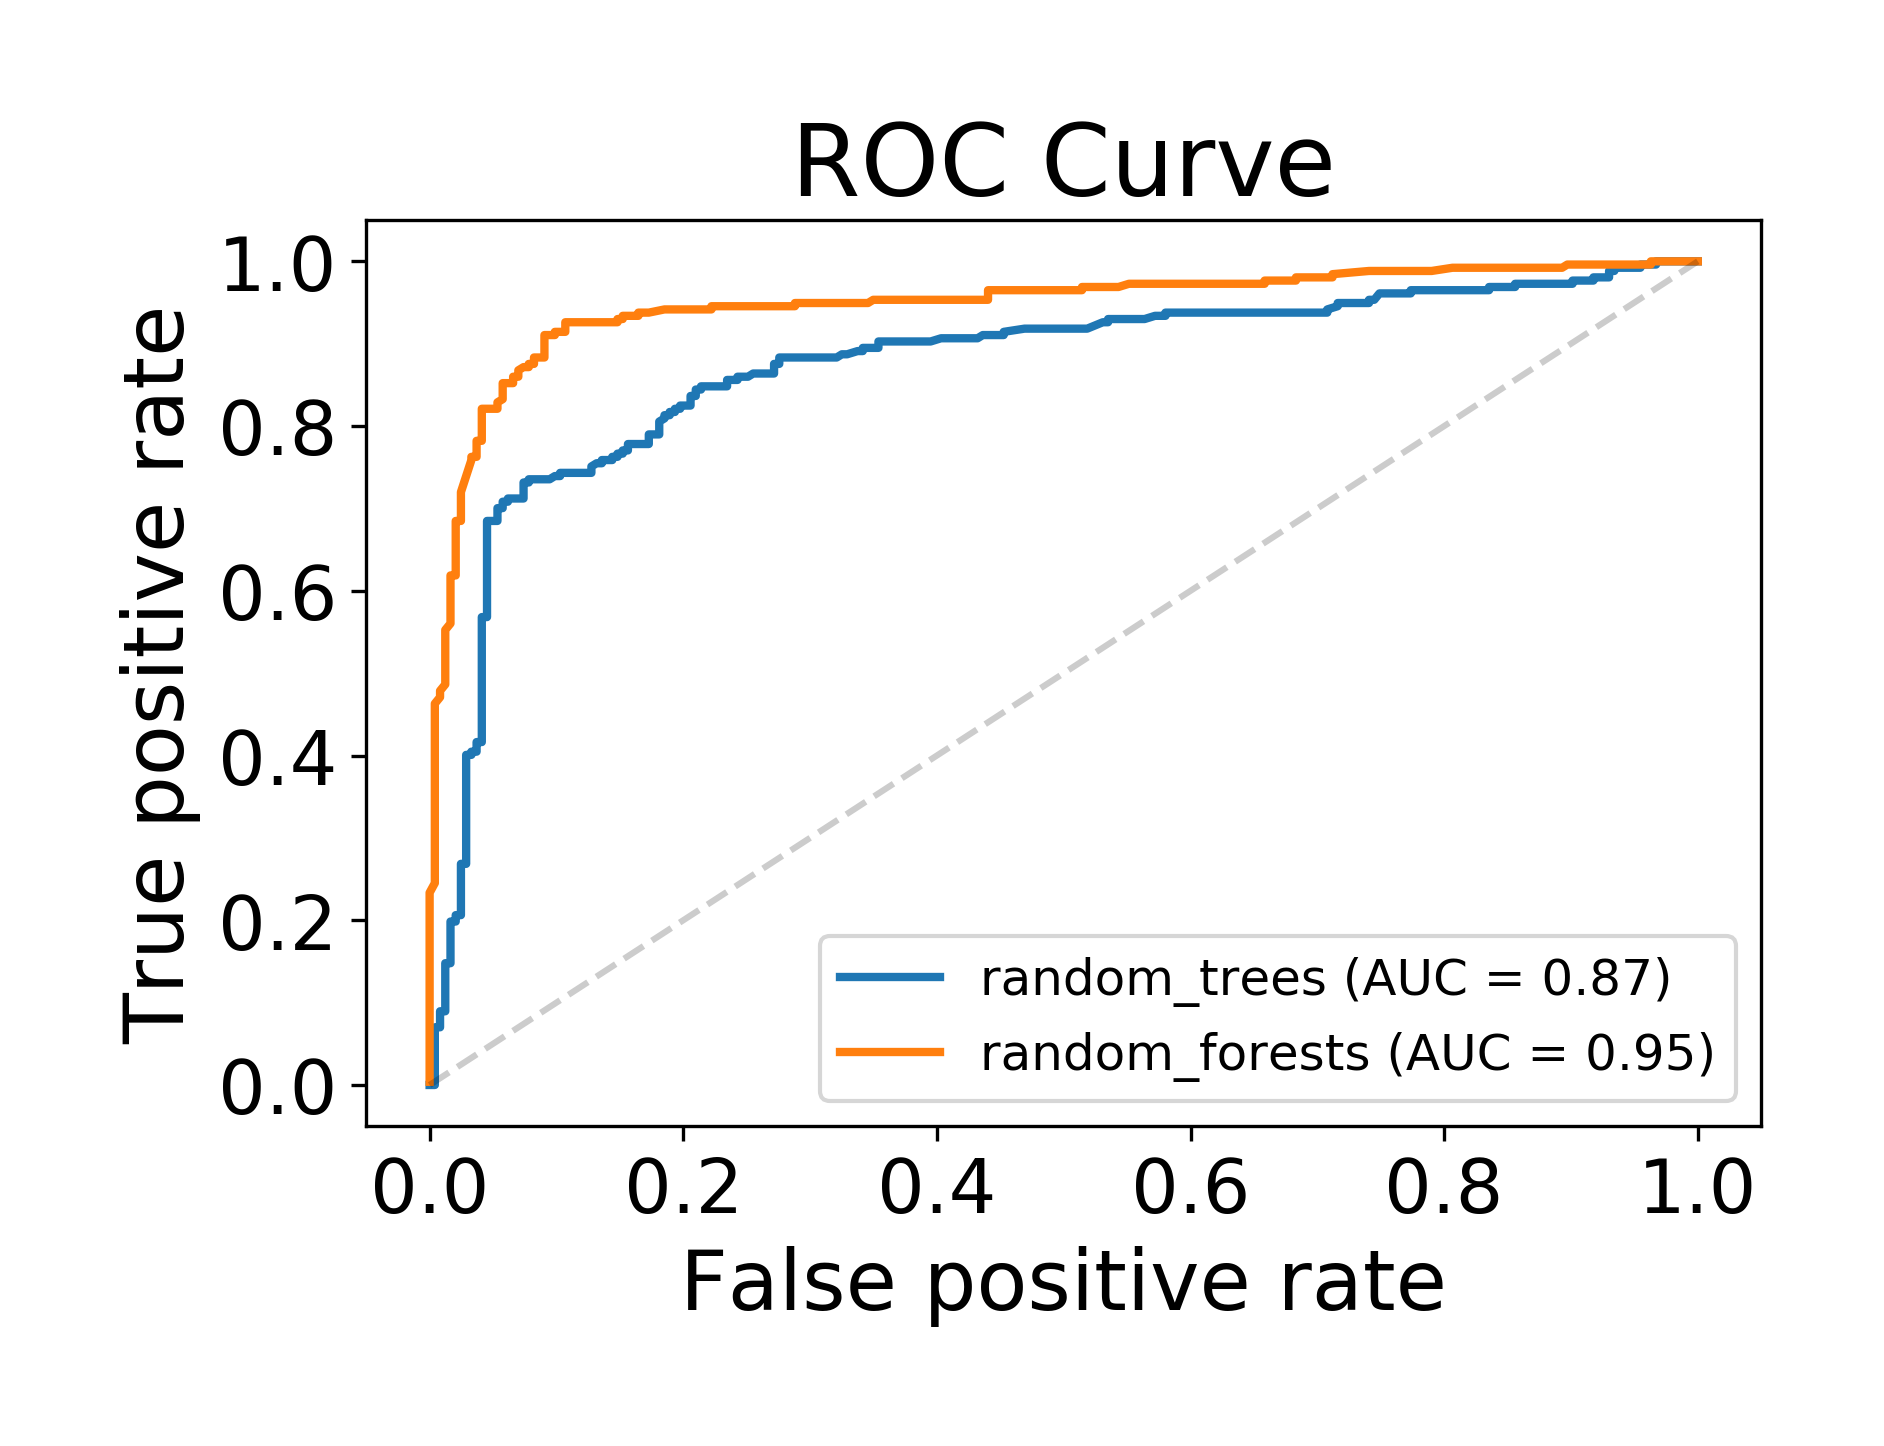 ROC Curve
True positive rate
1.0
0.8
0.6
0.4
0.2
0.0
random_trees (AUC = 0.87)
random_forests (AUC = 0.95)
0.0 0.2 0.4 0.6 0.8 1.0
False positive rate